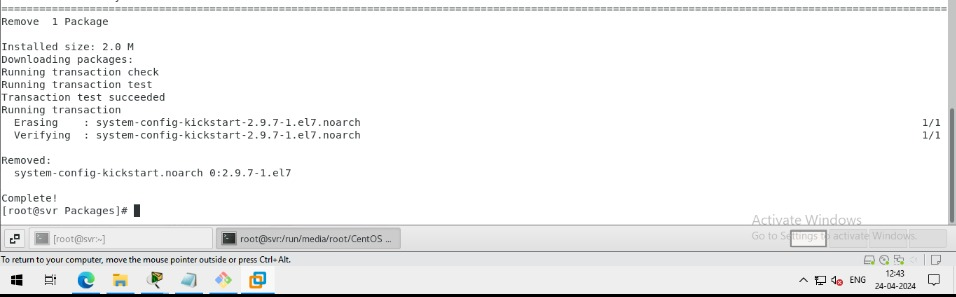 Remove  1 Package
Installed size: 2.0 M
Downloading packages:
Running transaction check
Running transaction test
Transaction test succeeded
Running transaction
  Erasing    : system-config-kickstart-2.9.7-1.el7.noarch 1/1
  Verifying  : system-config-kickstart-2.9.7-1.el7.noarch 1/1
Removed:
  system-config-kickstart.noarch 0:2.9.7-1.el7
Complete!
[root@svr Packages]#
Activate Windows
Go to Settings to activate Windows.
[root@svr:~]
root@svr:/run/media/root/CentOS ...
To return to your computer, move the mouse pointer outside or press Ctrl+Alt.
ENG
12:43
24-04-2024